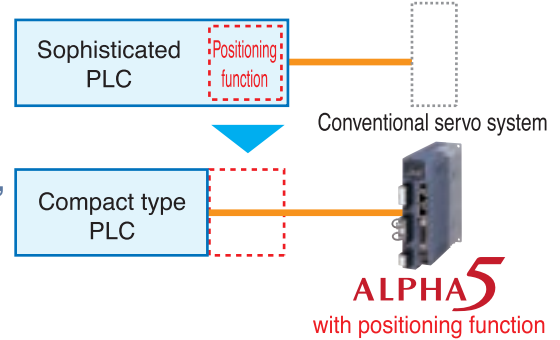 Sophisticated
PLC
Positioning
function
Conventional servo system
,
Compact type
PLC
ALPHA5
with positioning function